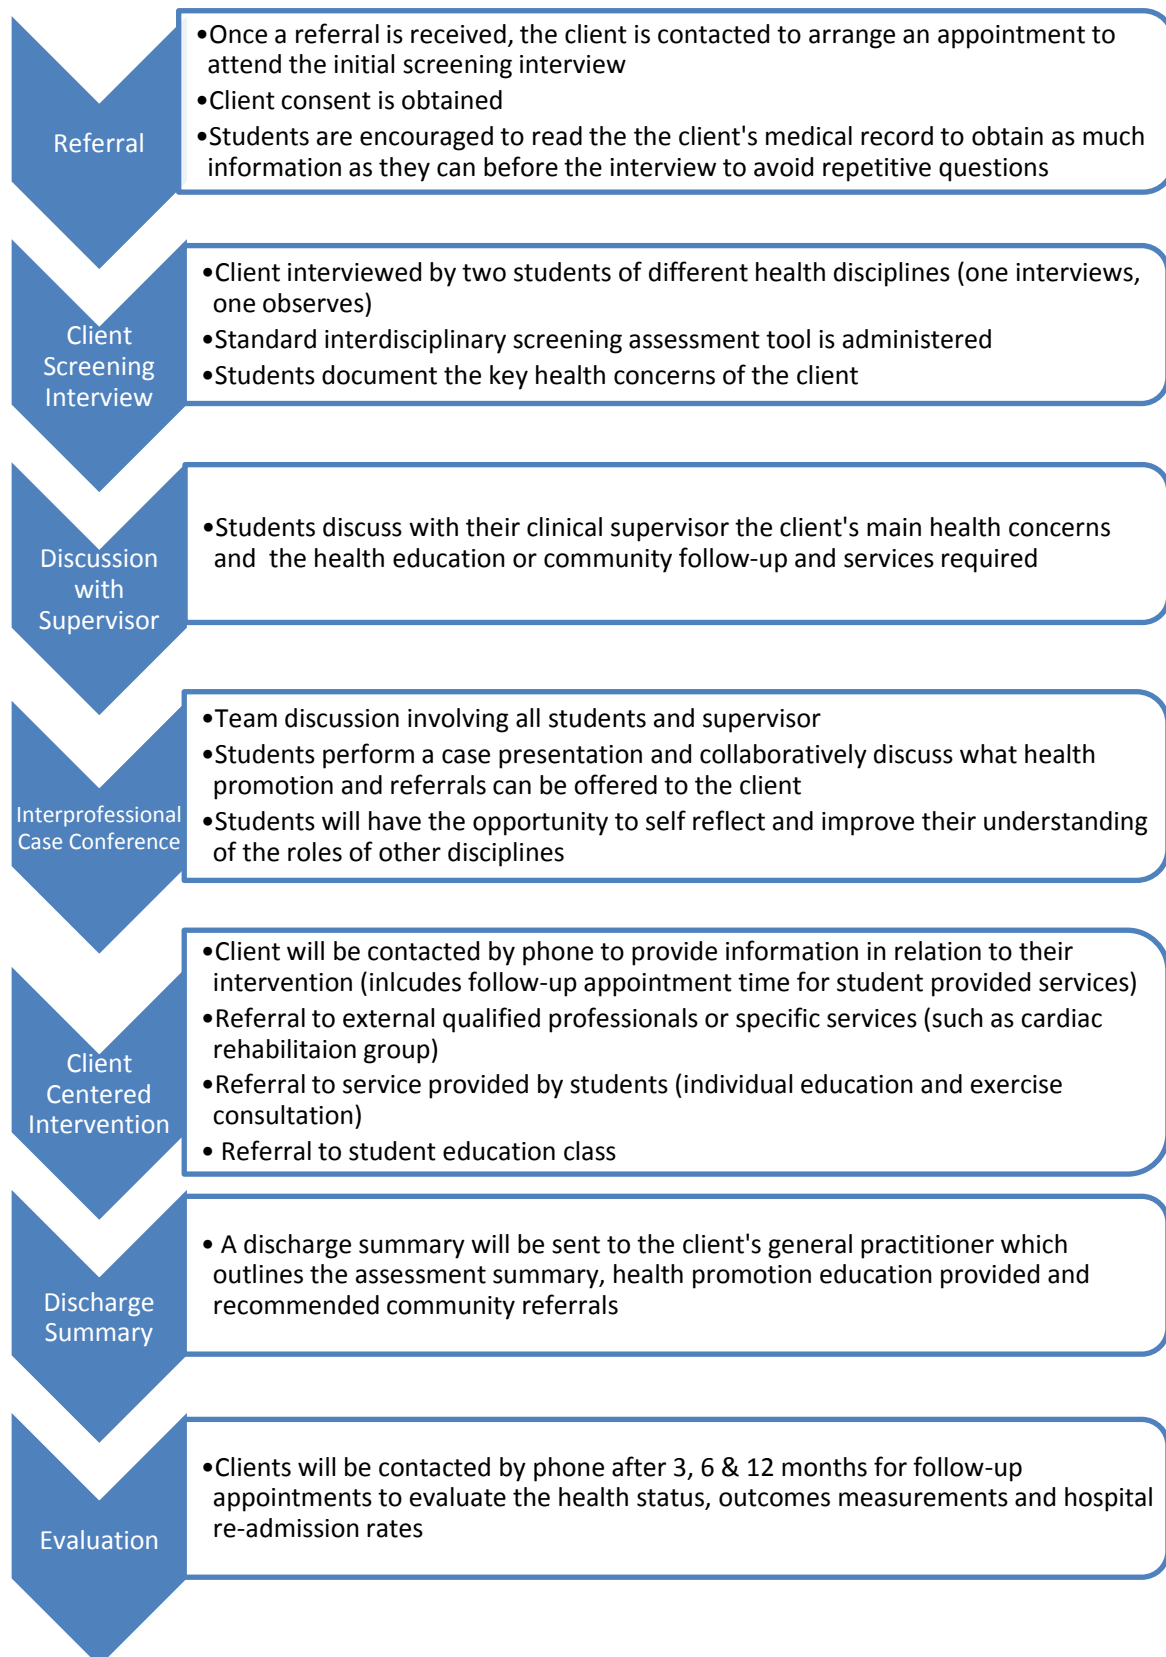 Referral
•Once a referral is received, the client is contacted to arrange an appointment to
attend the initial screening interview
•Client consent is obtained
•Students are encouraged to read the the client's medical record to obtain as much
information as they can before the interview to avoid repetitive questions
Client
Screening
Interview
•Client interviewed by two students of different health disciplines (one interviews,
one observes)
•Standard interdisciplinary screening assessment tool is administered
•Students document the key health concerns of the client
Discussion
with
Supervisor
•Students discuss with their clinical supervisor the client's main health concerns
and  the health education or community follow-up and services required
Interprofessional
Case Conference
•Team discussion involving all students and supervisor
•Students perform a case presentation and collaboratively discuss what health
promotion and referrals can be offered to the client
•Students will have the opportunity to self reflect and improve their understanding
of the roles of other disciplines
Client
Centered
Intervention
•Client will be contacted by phone to provide information in relation to their
intervention (inlcudes follow-up appointment time for student provided services)
•Referral to external qualified professionals or specific services (such as cardiac
rehabilitaion group)
•Referral to service provided by students (individual education and exercise
consultation)
• Referral to student education class
Discharge
Summary
• A discharge summary will be sent to the client's general practitioner which
outlines the assessment summary, health promotion education provided and
recommended community referrals
Evaluation
•Clients will be contacted by phone after 3, 6 & 12 months for follow-up
appointments to evaluate the health status, outcomes measurements and hospital
re-admission rates